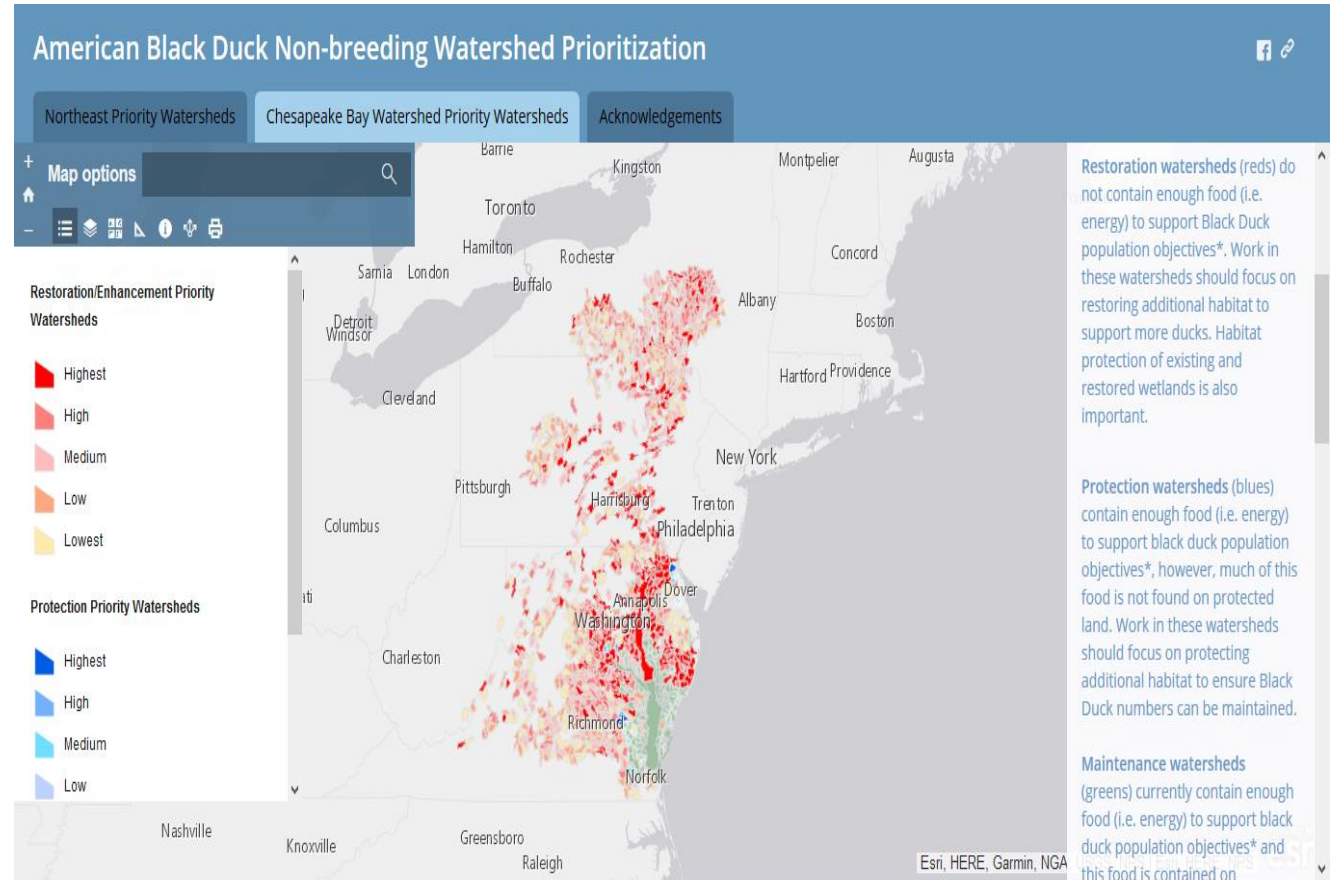 American Black Duck Non-breeding Watershed Prioritization
Northeast Priority Watersheds
Chesapeake Bay Watershed Priority Watersheds
Acknowledgements
+
Map options
−
Restoration/Enhancement Priority
Watersheds
Highest
High
Medium
Low
Lowest
Protection Priority Watersheds
Highest
High
Medium
Low
Barrie
Kingston
Montpelier
Augusta
Toronto
Hamilton
Rochester
Concord
Sarnia
London
Buffalo
Albany
Detroit
Windsor
Boston
Hartford
Providence
Cleveland
New York
Pittsburgh
Harrisburg
Trenton
Columbus
Philadelphia
ati
Annapolis
Dover
Washington
Charleston
Richmond
Norfolk
Nashville
Knoxville
Greensboro
Raleigh
Esri, HERE, Garmin, NGA
Restoration watersheds (reds) do
not contain enough food (i.e.
energy) to support Black Duck
population objectives*. Work in
these watersheds should focus on
restoring additional habitat to
support more ducks. Habitat
protection of existing and
restored wetlands is also
important.
Protection watersheds (blues)
contain enough food (i.e. energy)
to support black duck population
objectives*, however, much of this
food is not found on protected
land. Work in these watersheds
should focus on protecting
additional habitat to ensure Black
Duck numbers can be maintained.
Maintenance watersheds
(greens) currently contain enough
food (i.e. energy) to support black
duck population objectives* and
this food is contained on